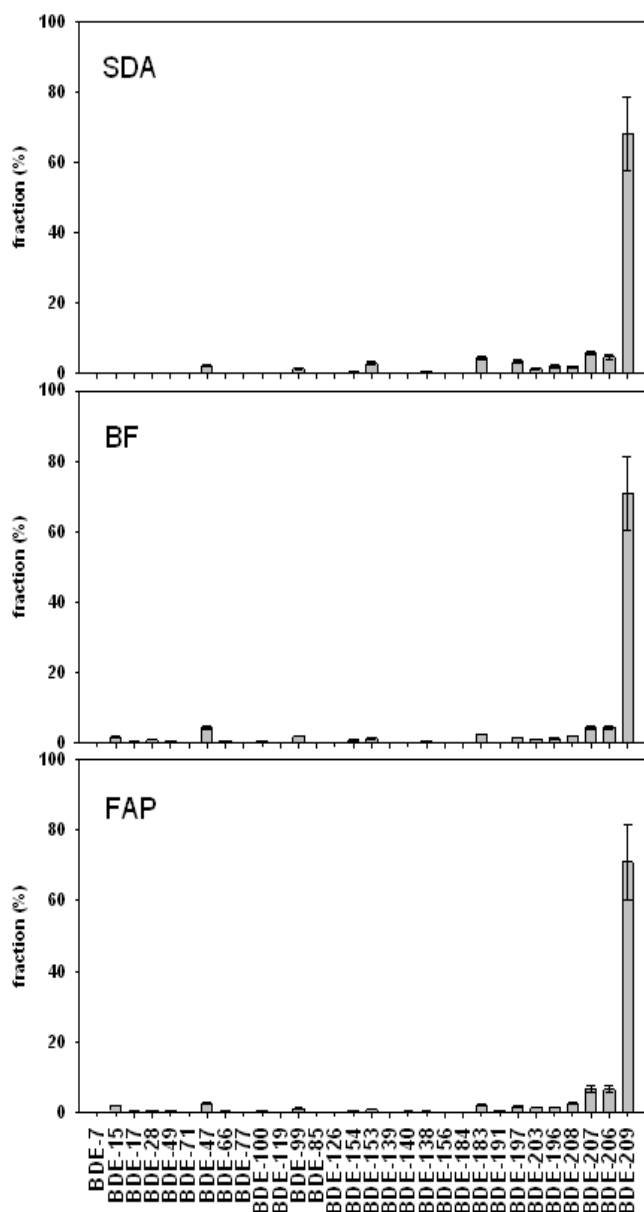 100
SDA
80
60
40
20
0
fraction (%)
100
BF
80
60
40
20
0
fraction (%)
100
FAP
80
60
40
20
0
fraction (%)
BDE-7
BDE-15
BDE-17
BDE-28
BDE-49
BDE-71
BDE-47
BDE-66
BDE-77
BDE-100
BDE-119
BDE-99
BDE-85
BDE-126
BDE-154
BDE-153
BDE-139
BDE-140
BDE-138
BDE-156
BDE-184
BDE-183
BDE-191
BDE-197
BDE-203
BDE-196
BDE-208
BDE-207
BDE-206
BDE-209